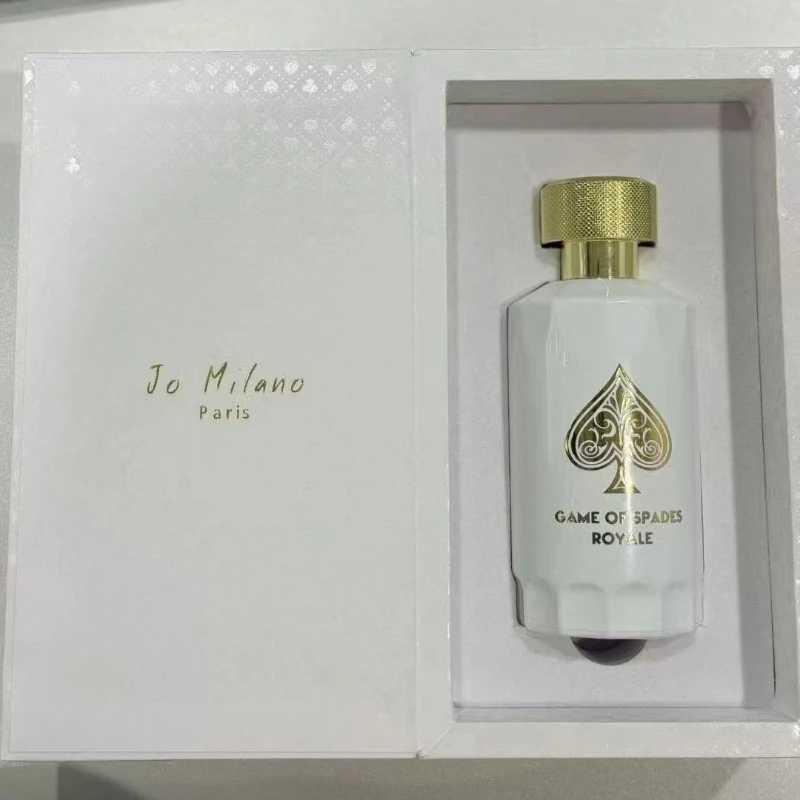 Jo Milano
Paris
GAME OF SPADES
ROYALE